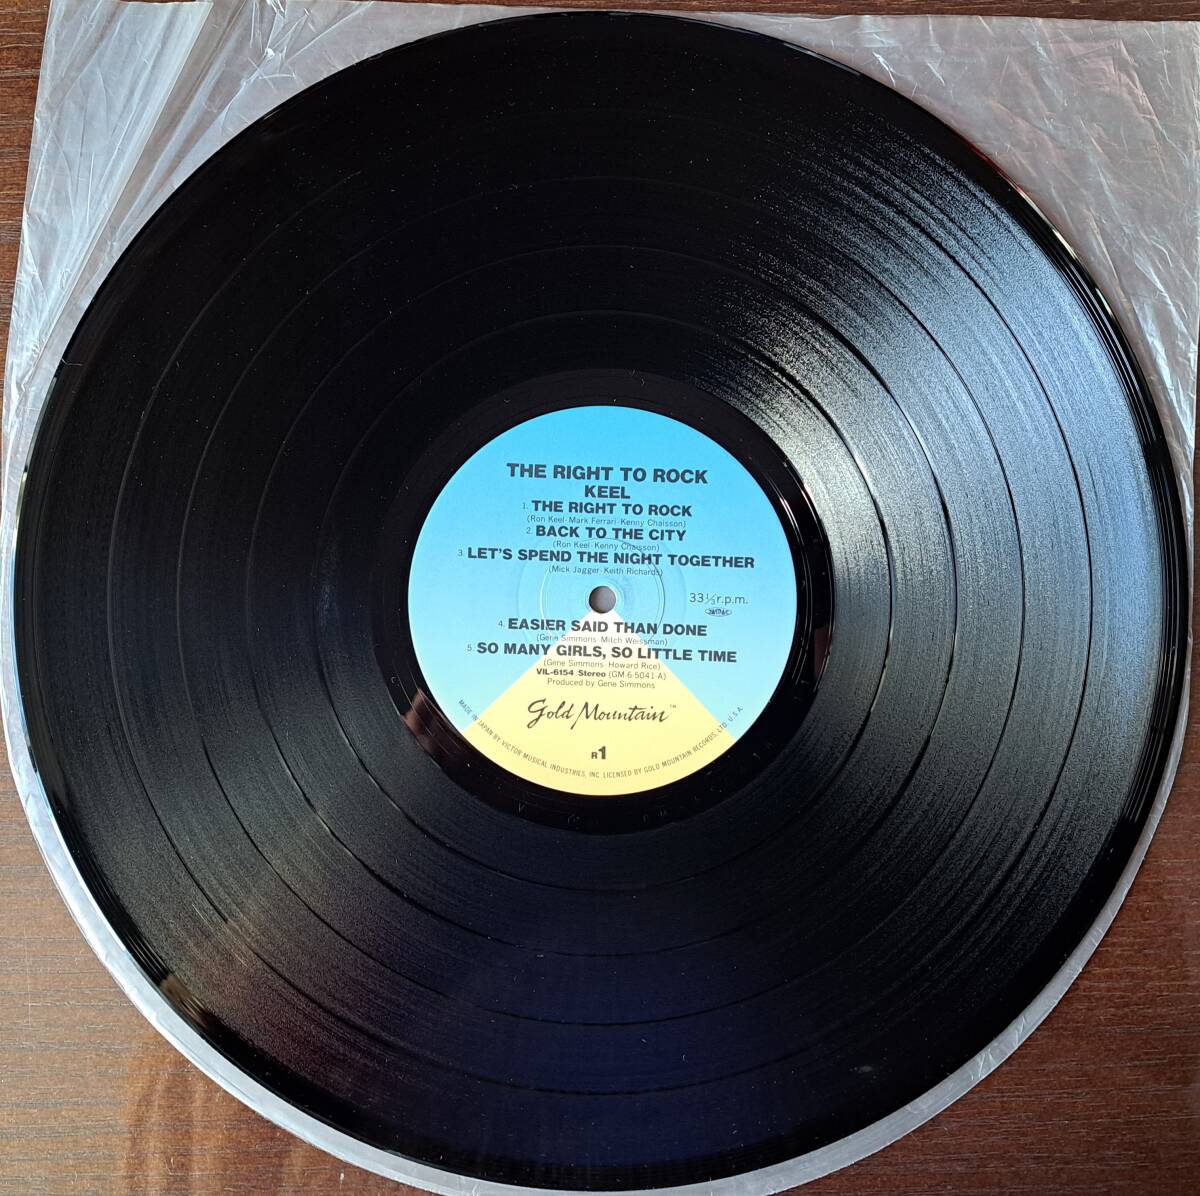 THE RIGHT TO ROCK
KEEL
1. THE RIGHT TO ROCK
(Ron Keel·Mark Ferrari·Kenny Chaisson)
2. BACK TO THE CITY
(Ron Keel·Kenny Chaisson)
3. LET'S SPEND THE NIGHT TOGETHER
(Mick Jagger·Keith Richards)
33⅓r.p.m.
4. EASIER SAID THAN DONE
(Gene Simmons·Mitch Weissman)
5. SO MANY GIRLS, SO LITTLE TIME
(Gene Simmons·Howard Rice)
VIL-6154 Stereo (GM-6 5041-A)
Produced by Gene Simmons
Gold Mountain™
R1
MADE IN JAPAN BY VICTOR MUSICAL INDUSTRIES, INC. LICENSED BY GOLD MOUNTAIN RECORDS, LTD. U.S.A.